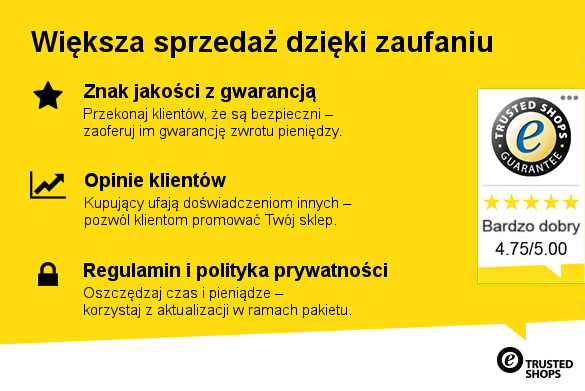 Większa sprzedaż dzięki zaufaniu
Znak jakości z gwarancją
Przekonaj klientów, że są bezpieczni –
zaoferuj im gwarancję zwrotu pieniędzy.
Opinie klientów
Kupujący ufają doświadczeniom innych –
pozwól klientom promować Twój sklep.
Regulamin i polityka prywatności
Oszczędzaj czas i pieniądze –
korzystaj z aktualizacji w ramach pakietu.
TRUSTED SHOPS
e
GUARANTEE
Bardzo dobry
4.75/5.00
e
TRUSTED
SHOPS